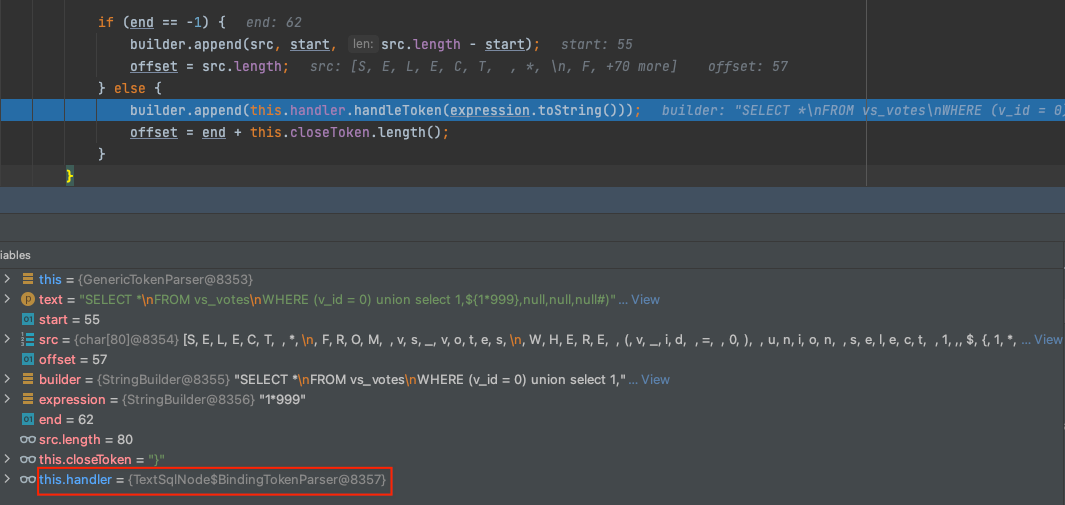 if (end == -1) { end: 62
builder.append(src, start, len: src.length - start); start: 55
offset = src.length; src: [S, E, L, E, C, T,  , *, \n, F, +70 more] offset: 57
} else {
builder.append(this.handler.handleToken(expression.toString())); builder: "SELECT *\nFROM vs_votes\nWHERE (v_id = 0)
offset = end + this.closeToken.length();
}
}
iables
this = {GenericTokenParser@8353}
text = "SELECT *\nFROM vs_votes\nWHERE (v_id = 0) union select 1,${1*999},null,null,null#)" ... View
start = 55
src = {char[80]@8354} [S, E, L, E, C, T,  , *, \n, F, R, O, M,  , v, s, _, v, o, t, e, s, \n, W, H, E, R, E,  , (, v, _, i, d,  , =,  , 0, ),  , u, n, i, o, n,  , s, e, l, e, c, t,  , 1, ,, $, {, 1, *, ... View
offset = 57
builder = {StringBuilder@8355} "SELECT *\nFROM vs_votes\nWHERE (v_id = 0) union select 1," ... View
expression = {StringBuilder@8356} "1*999"
end = 62
src.length = 80
this.closeToken = "}"
this.handler = {TextSqlNode$BindingTokenParser@8357}